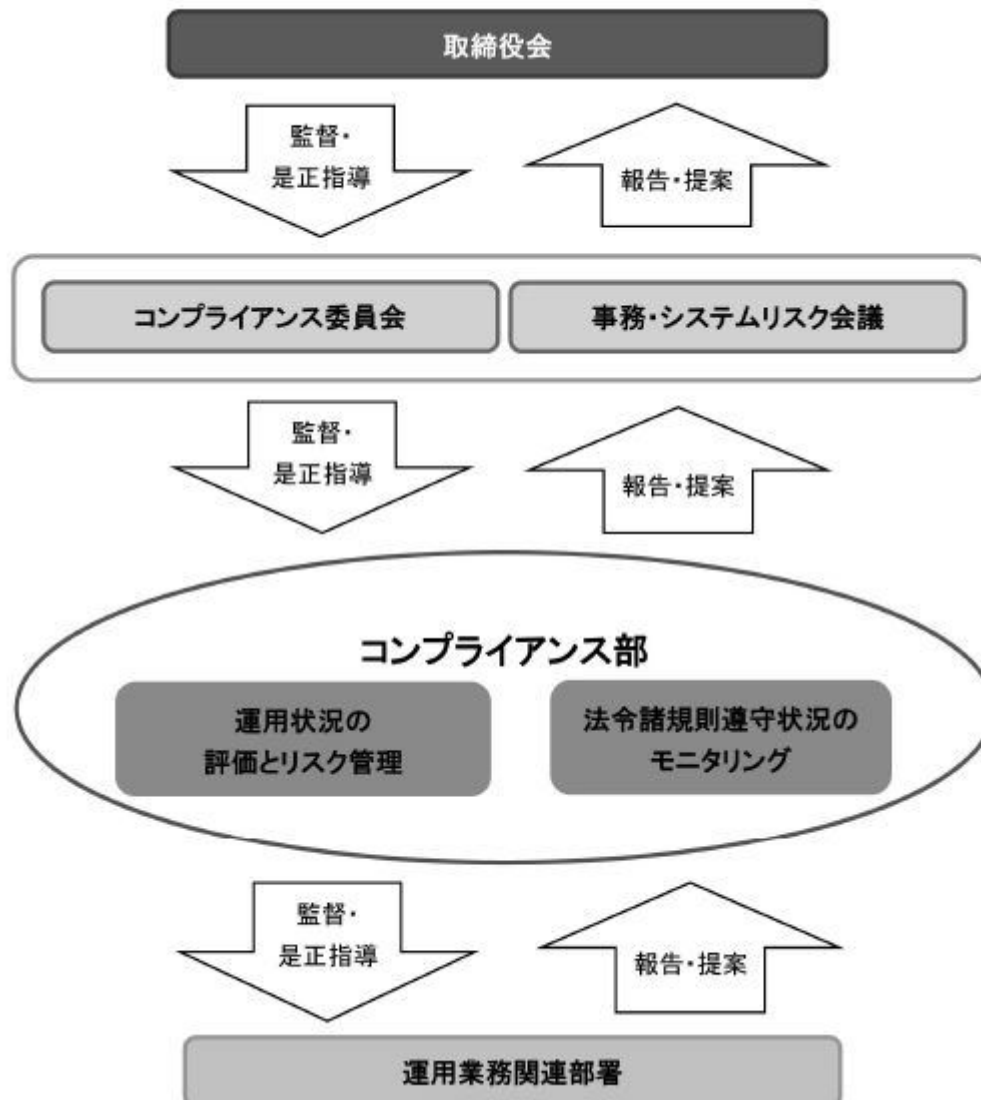 取締役会
監督・
是正指導
報告・提案
コンプライアンス委員会
事務・システムリスク会議
監督・
是正指導
報告・提案
コンプライアンス部
運用状況の
評価とリスク管理
法令諸規則遵守状況の
モニタリング
監督・
是正指導
報告・提案
運用業務関連部署